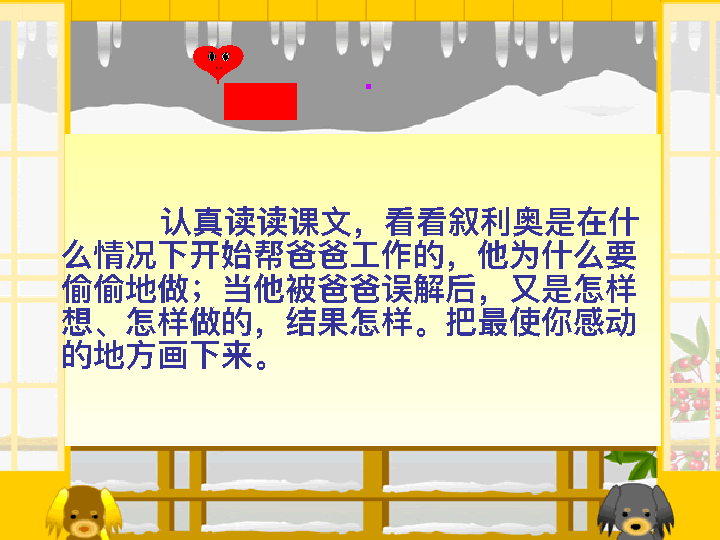 认真读读课文，看看叙利奥是在什
么情况下开始帮爸爸工作的，他为什么要
偷偷地做；当他被爸爸误解后，又是怎样
想、怎样做的，结果怎样。把最使你感动
的地方画下来。